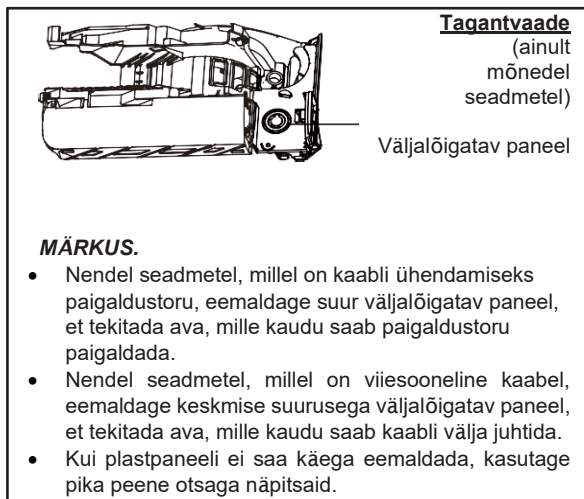 Tagantvaade
(ainult
mõnedel
seadmetel)
Väljalõigatav paneel
MÄRKUS.
• Nendel seadmetel, millel on kaabli ühendamiseks
paigaldustoru, eemaldage suur väljalõigatav paneel,
et tekitada ava, mille kaudu saab paigaldustoru
paigaldada.
• Nendel seadmetel, millel on viiesooneline kaabel,
eemaldage keskmise suurusega väljalõigatav paneel,
et tekitada ava, mille kaudu saab kaabli välja juhtida.
• Kui plastpaneeli ei saa käega eemaldada, kasutage
pika peene otsaga näpitsaid.